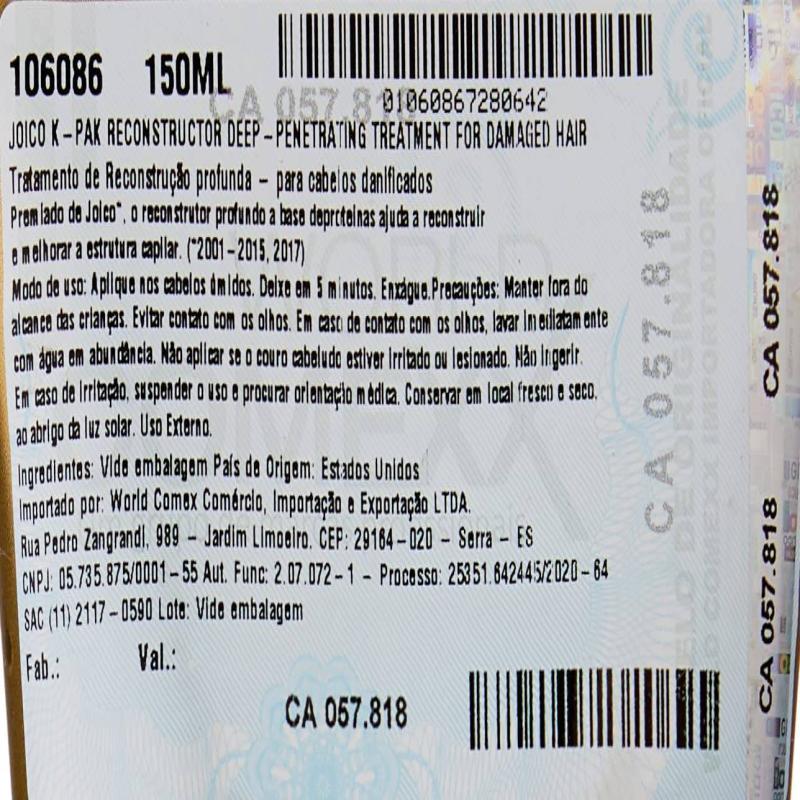 106086 150ML
01060867280642
JOICO K-PAK RECONSTRUCTOR DEEP-PENETRATING TREATMENT FOR DAMAGED HAIR
Tratamento de Reconstrução profunda - para cabelos danificados
Premiado de Joico*, o reconstrutor profundo a base deproteínas ajuda a reconstruir
e melhorar a estrutura capilar. (*2001-2015, 2017)
Modo de uso: Aplique nos cabelos úmidos. Deixe em 5 minutos. Enxágue.Precauções: Manter fora do
alcance das crianças. Evitar contato com os olhos. Em caso de contato com os olhos, lavar imediatamente
com água em abundância. Não aplicar se o couro cabeludo estiver irritado ou lesionado. Não ingerir.
Em caso de irritação, suspender o uso e procurar orientação médica. Conservar em local fresco e seco,
ao abrigo da luz solar. Uso Externo.
Ingredientes: Vide embalagem País de Origem: Estados Unidos
Importado por: World Comex Comércio, Importação e Exportação LTDA.
Rua Pedro Zangrandi, 989 - Jardim Limoeiro. CEP: 29164-020 - Serra - ES
CNPJ: 05.735.875/0001-55 Aut. Func: 2.07.072-1 - Processo: 25351.642445/2020-64
SAC (11) 2117-0590 Lote: Vide embalagem
Fab.: Val.:
CA 057.818
CA 057.818
CA 057.818
SELO DE ORIGINALIDADE
WORLD COMEXX IMPORTADORA OFICIAL
CA 057.818
CA 057.818